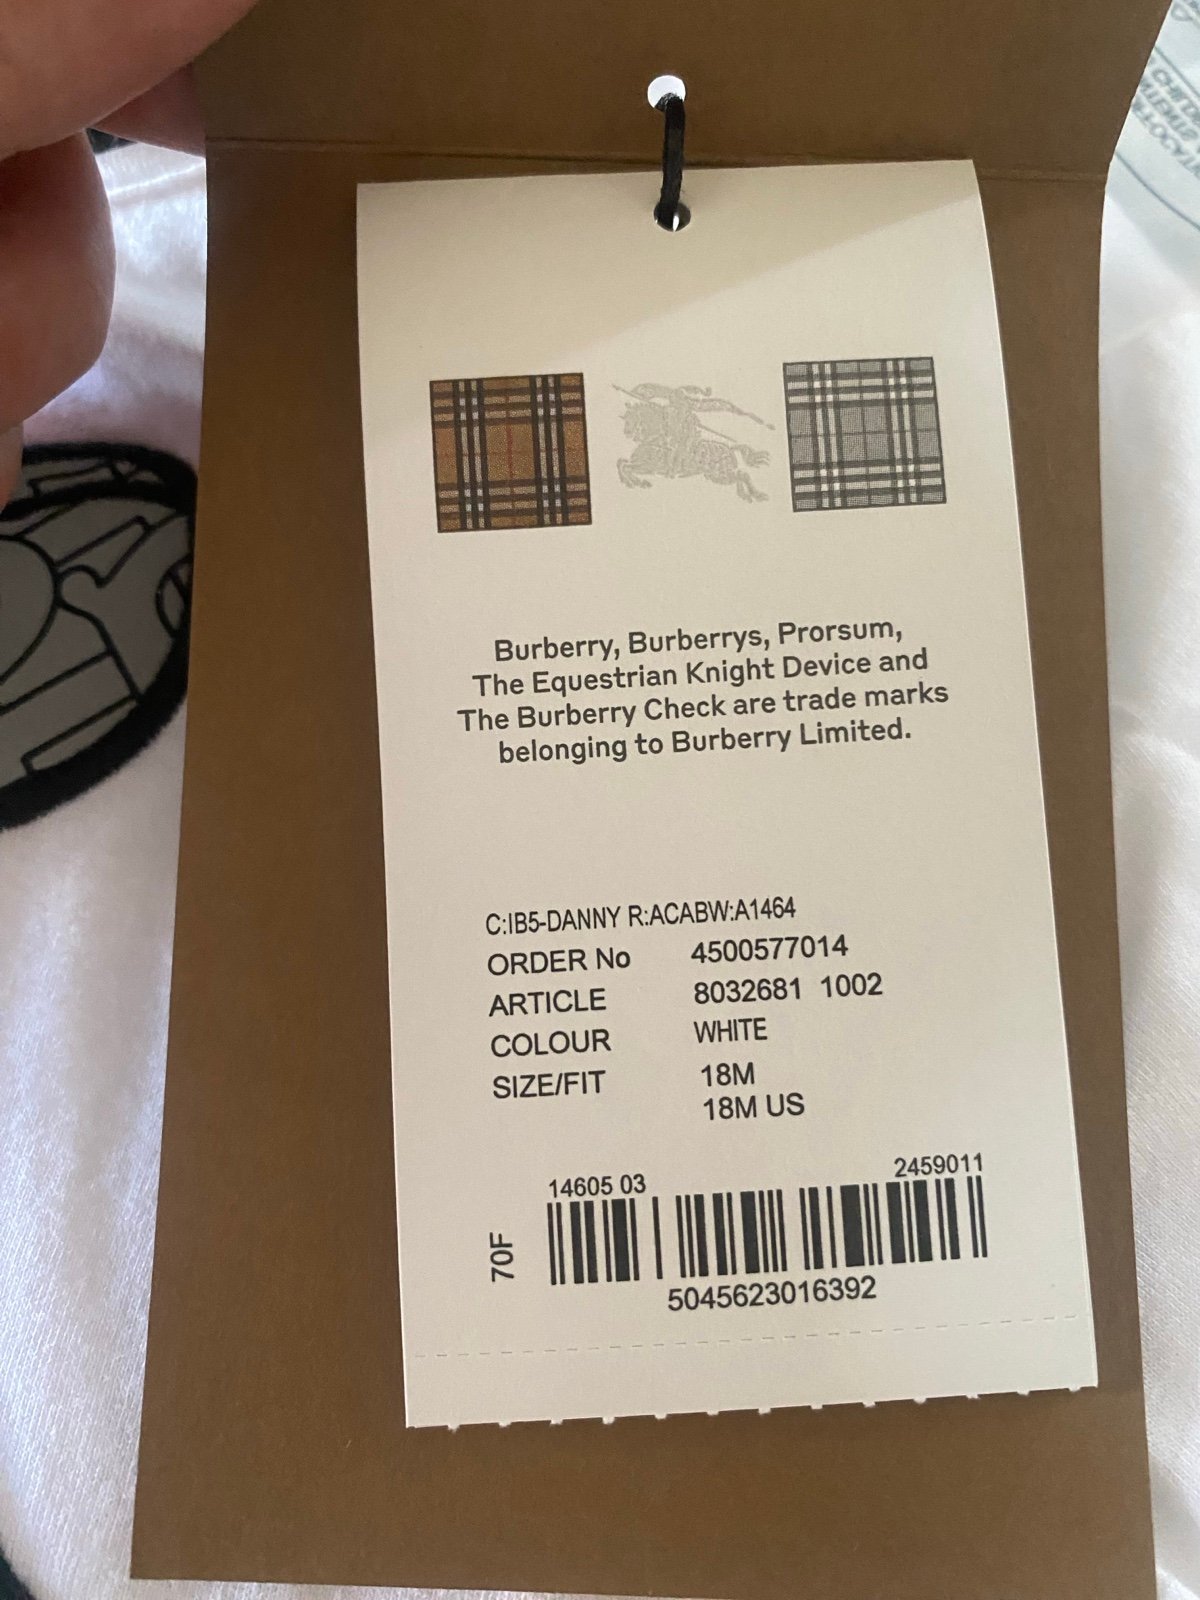 Burberry, Burberrys, Prorsum,
The Equestrian Knight Device and
The Burberry Check are trade marks
belonging to Burberry Limited.
C:IB5-DANNY R:ACABW:A1464
ORDER No 4500577014
ARTICLE 8032681 1002
COLOUR WHITE
SIZE/FIT 18M
18M US
14605 03 2459011
70F
5045623016392